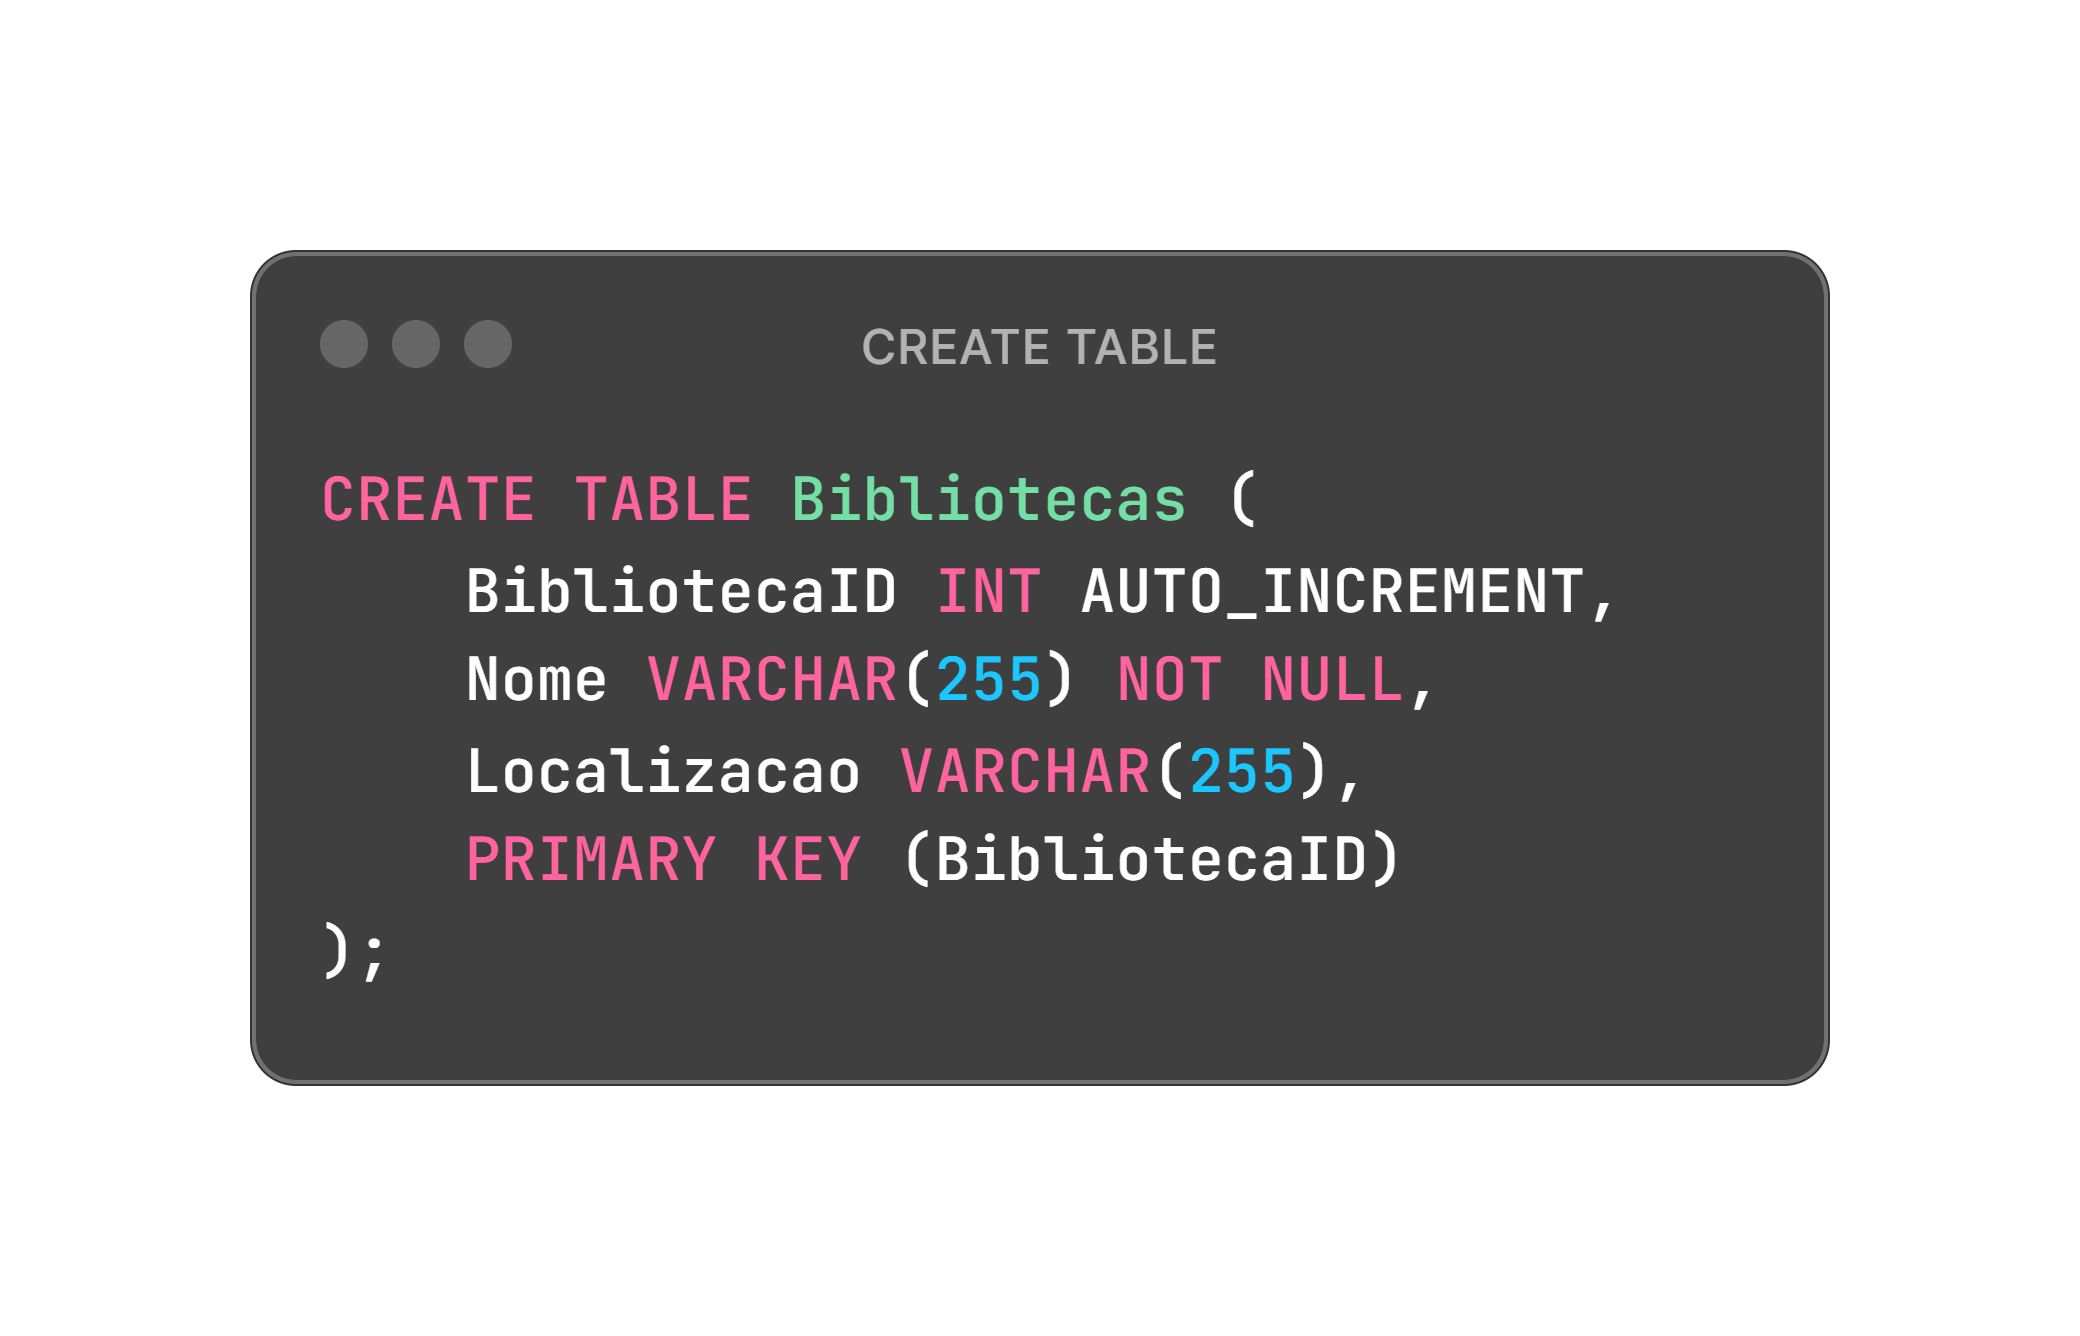 CREATE TABLE
CREATE TABLE Bibliotecas (
    BibliotecaID INT AUTO_INCREMENT,
    Nome VARCHAR(255) NOT NULL,
    Localizacao VARCHAR(255),
    PRIMARY KEY (BibliotecaID)
);